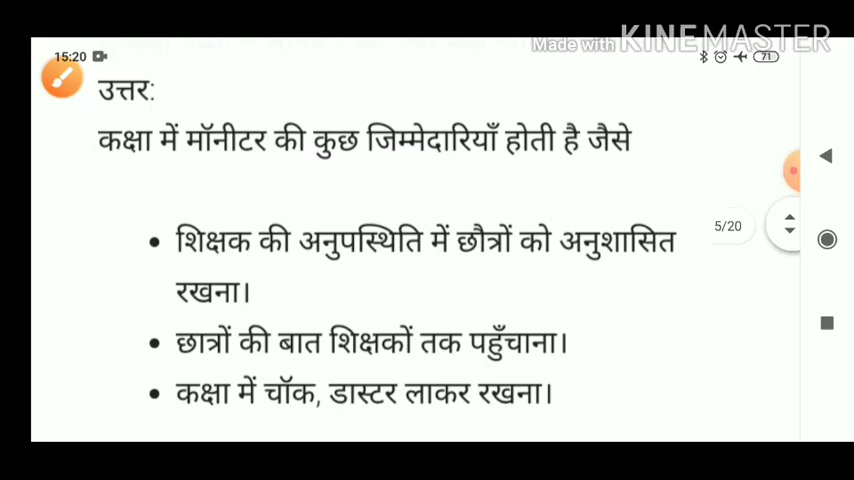 Made with KINEMASTER
15:20
71
उत्तर:
कक्षा में मॉनीटर की कुछ जिम्मेदारियाँ होती है जैसे
5/20
• शिक्षक की अनुपस्थिति में छौत्रों को अनुशासित
रखना।
• छात्रों की बात शिक्षकों तक पहुँचाना।
• कक्षा में चॉक, डास्टर लाकर रखना।